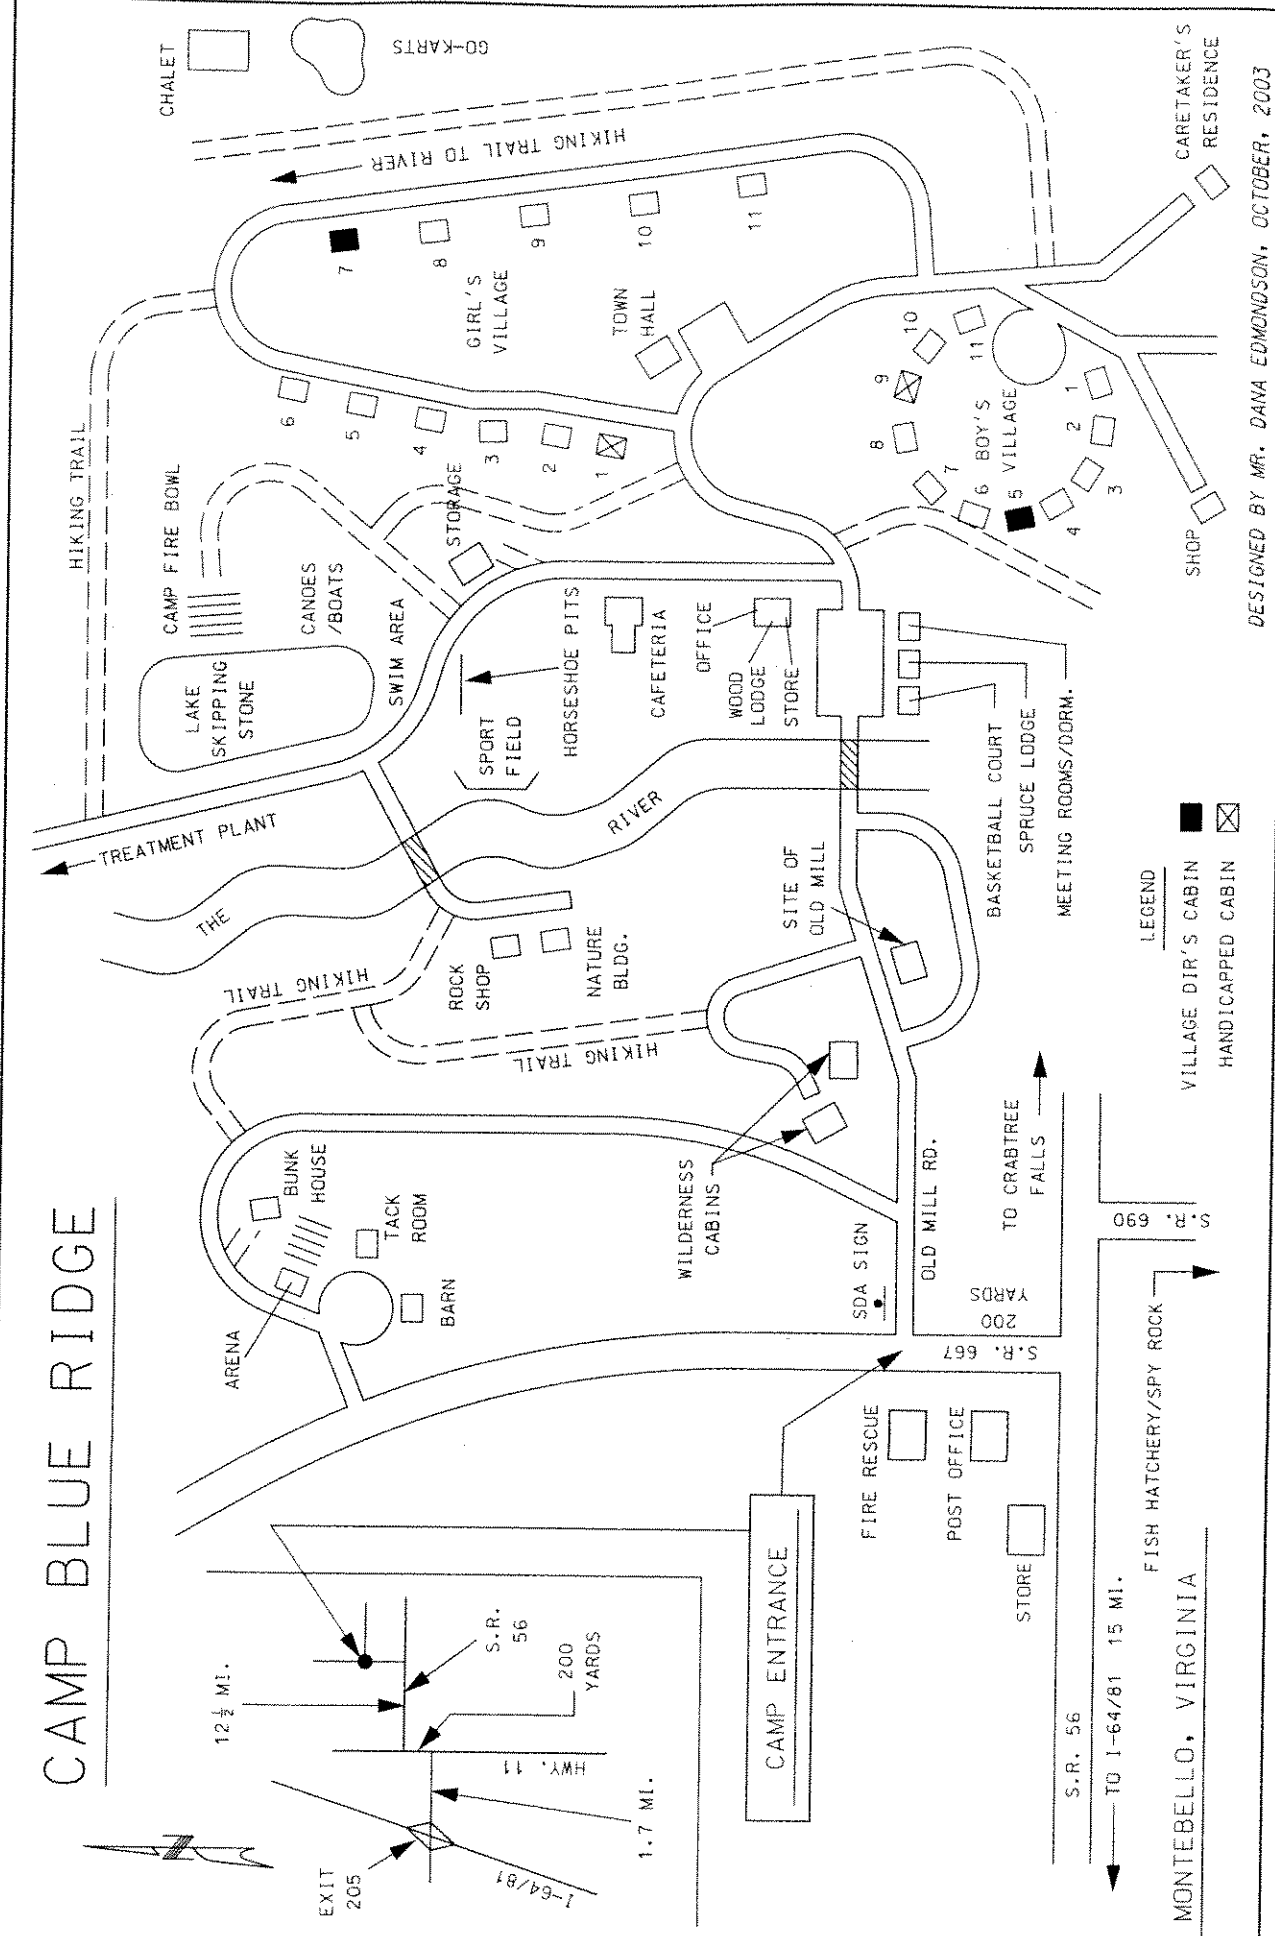 CAMP BLUE RIDGE
12½ MI.
S.R.
56
200
YARDS
HWY. 11
EXIT
205
I-64/81
1.7 MI.
CAMP ENTRANCE
ARENA
BUNK
HOUSE
TACK
ROOM
BARN
HIKING TRAIL
THE
RIVER
TREATMENT PLANT
ROCK
SHOP
NATURE
BLDG.
HIKING TRAIL
LAKE
SKIPPING
STONE
CAMP FIRE BOWL
CANOES
/BOATS
SWIM AREA
HIKING TRAIL
SPORT
FIELD
HORSESHOE PITS
STORAGE
CAFETERIA
OFFICE
WOOD
LODGE
STORE
CHALET
GO-KARTS
HIKING TRAIL TO RIVER
GIRL'S
VILLAGE
1
2
3
4
5
6
7
8
9
10
11
TOWN
HALL
BOY'S
VILLAGE
1
2
3
4
5
6
7
8
9
10
11
SHOP
CARETAKER'S
RESIDENCE
WILDERNESS
CABINS
SITE OF
OLD MILL
SDA SIGN
OLD MILL RD.
BASKETBALL COURT
SPRUCE LODGE
MEETING ROOMS/DORM.
FIRE RESCUE
POST OFFICE
STORE
S.R. 667
200
YARDS
TO CRABTREE
FALLS
S.R. 690
S.R. 56
TO I-64/81 15 MI.
FISH HATCHERY/SPY ROCK
MONTEBELLO, VIRGINIA
LEGEND
VILLAGE DIR'S CABIN
HANDICAPPED CABIN
DESIGNED BY MR. DANA EDMONDSON, OCTOBER, 2003